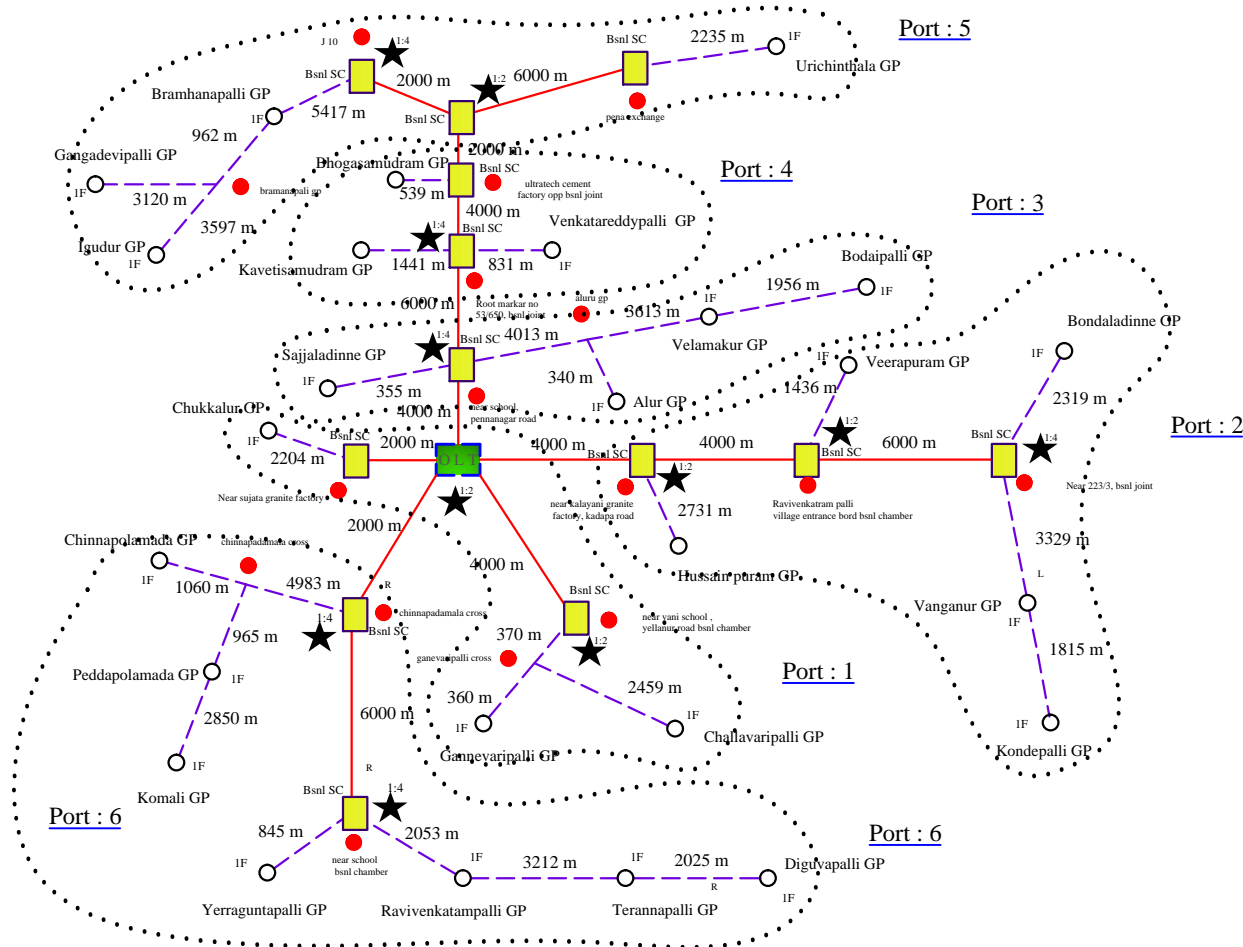 Port : 5
2235 m
1F
Urichinthala GP
Bsnl SC
pena exchange
6000 m
1:2
J 10
1:4
Bsnl SC
2000 m
Bsnl SC
Bramhanapalli GP
1F
5417 m
962 m
Gangadevipalli GP
1F
3120 m
bramanapali gp
3597 m
Igudur GP
1F
2000 m
Port : 4
Bhogasamudram GP
Bsnl SC
539 m
ultratech cement
factory opp bsnl joint
4000 m
Venkatareddypalli GP
1:4
Bsnl SC
Kavetisamudram GP
1441 m
831 m
1F
6000 m
Root markar no
53/650, bsnl joint
Port : 3
Bodaipalli GP
1956 m
1F
1F
aluru gp
3613 m
Velamakur GP
4013 m
Bsnl SC
1:4
Sajjaladinne GP
1F
355 m
340 m
Alur GP
1F
near school,
pennanagar road
4000 m
Chukkalur GP
1F
Bsnl SC
2000 m
2204 m
Near sujata granite factory
O L T
1:2
Port : 2
Bondaladinne GP
1F
2319 m
Veerapuram GP
1F
1436 m
1:2
4000 m
Bsnl SC
4000 m
Bsnl SC
6000 m
Bsnl SC
1:4
1:2
near kalayani granite
factory, kadapa road
2731 m
Hussain puram GP
Ravivenkatram palli
village entrance bord bsnl chamber
Near 223/3, bsnl joint
3329 m
L
Vanganur GP
1F
1815 m
1F
Kondepalli GP
2000 m
4000 m
Bsnl SC
near vani school ,
yellanur road bsnl chamber
1:2
370 m
ganevaripalli cross
360 m
2459 m
1F
Gannevaripalli GP
1F
Challavaripalli GP
Port : 1
Chinnapolamada GP
chinnapadamala cross
1F
1060 m
4983 m
R
chinnapadamala cross
1:4
Bsnl SC
965 m
Peddapolamada GP
1F
2850 m
1F
Komali GP
6000 m
R
Port : 6
Bsnl SC
1:4
845 m
2053 m
1F
near school
bsnl chamber
Yerraguntapalli GP
1F
3212 m
Ravivenkatampalli GP
1F
2025 m
R
Terannapalli GP
Diguvapalli GP
1F
Port : 6